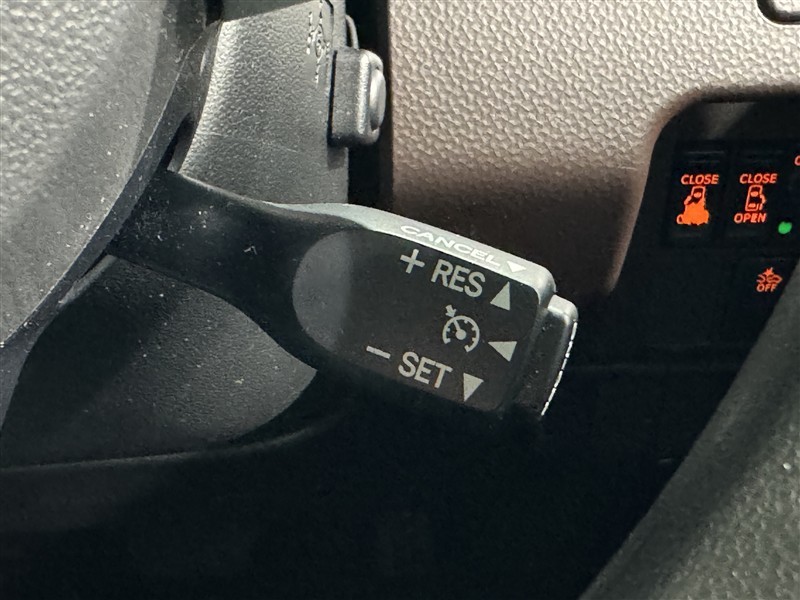 CANCEL
+ RES
- SET
CLOSE
CLOSE
OPEN
OFF